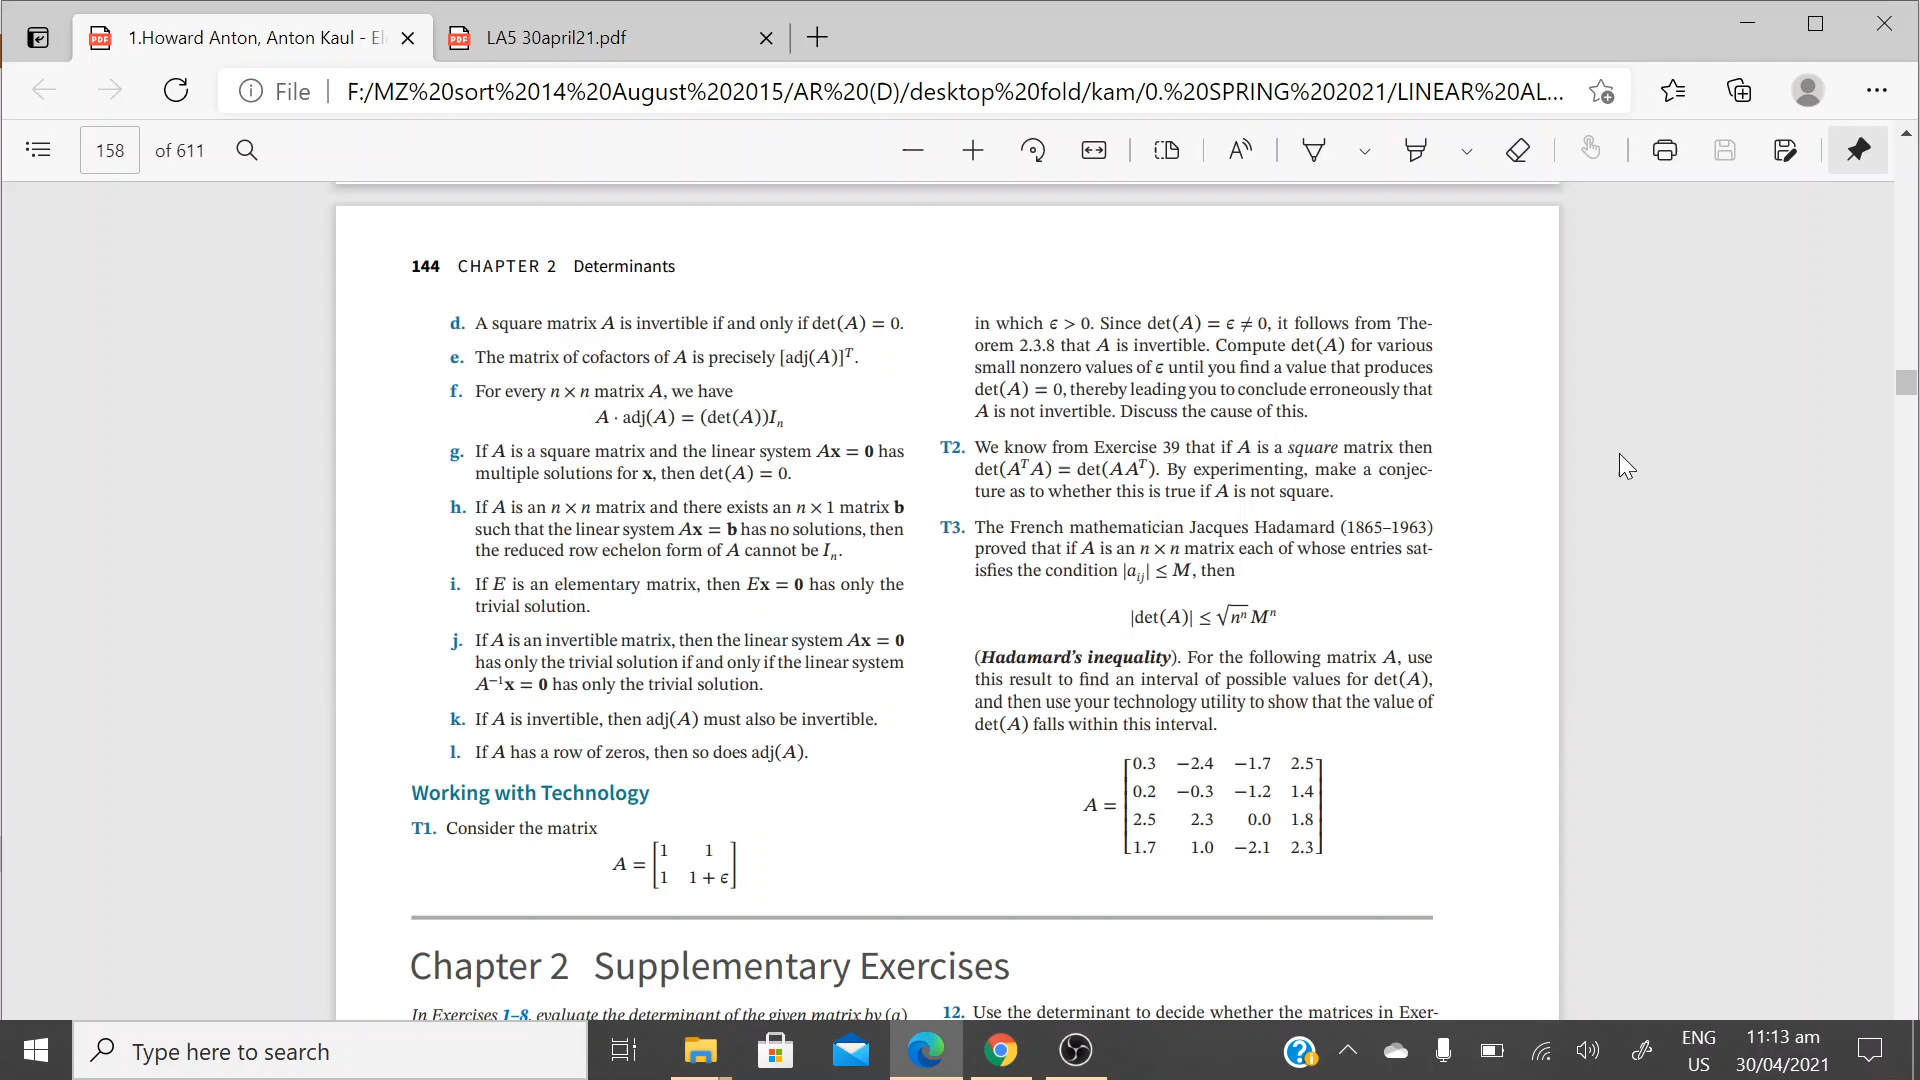 1.Howard Anton, Anton Kaul - El
LA5 30april21.pdf
File
F:/MZ%20sort%2014%20August%202015/AR%20(D)/desktop%20fold/kam/0.%20SPRING%202021/LINEAR%20AL...
158 of 611
144 CHAPTER 2 Determinants
d. A square matrix A is invertible if and only if det(A) = 0.
e. The matrix of cofactors of A is precisely [adj(A)]ᵀ.
f. For every n × n matrix A, we have
A · adj(A) = (det(A))Iₙ
g. If A is a square matrix and the linear system Ax = 0 has
multiple solutions for x, then det(A) = 0.
h. If A is an n × n matrix and there exists an n × 1 matrix b
such that the linear system Ax = b has no solutions, then
the reduced row echelon form of A cannot be Iₙ.
i. If E is an elementary matrix, then Ex = 0 has only the
trivial solution.
j. If A is an invertible matrix, then the linear system Ax = 0
has only the trivial solution if and only if the linear system
A⁻¹x = 0 has only the trivial solution.
k. If A is invertible, then adj(A) must also be invertible.
l. If A has a row of zeros, then so does adj(A).
Working with Technology
T1. Consider the matrix
A = [1 1
1 1 + ϵ]
in which ϵ > 0. Since det(A) = ϵ ≠ 0, it follows from The-
orem 2.3.8 that A is invertible. Compute det(A) for various
small nonzero values of ϵ until you find a value that produces
det(A) = 0, thereby leading you to conclude erroneously that
A is not invertible. Discuss the cause of this.
T2. We know from Exercise 39 that if A is a square matrix then
det(AᵀA) = det(AAᵀ). By experimenting, make a conjec-
ture as to whether this is true if A is not square.
T3. The French mathematician Jacques Hadamard (1865–1963)
proved that if A is an n × n matrix each of whose entries sat-
isfies the condition |aᵢⱼ| ≤ M, then
|det(A)| ≤ √nⁿ Mⁿ
(Hadamard’s inequality). For the following matrix A, use
this result to find an interval of possible values for det(A),
and then use your technology utility to show that the value of
det(A) falls within this interval.
A = [0.3 −2.4 −1.7 2.5
0.2 −0.3 −1.2 1.4
2.5 2.3 0.0 1.8
1.7 1.0 −2.1 2.3]
Chapter 2 Supplementary Exercises
In Exercises 1–8, evaluate the determinant of the given matrix by (a)
12. Use the determinant to decide whether the matrices in Exer-
Type here to search
ENG
US
11:13 am
30/04/2021